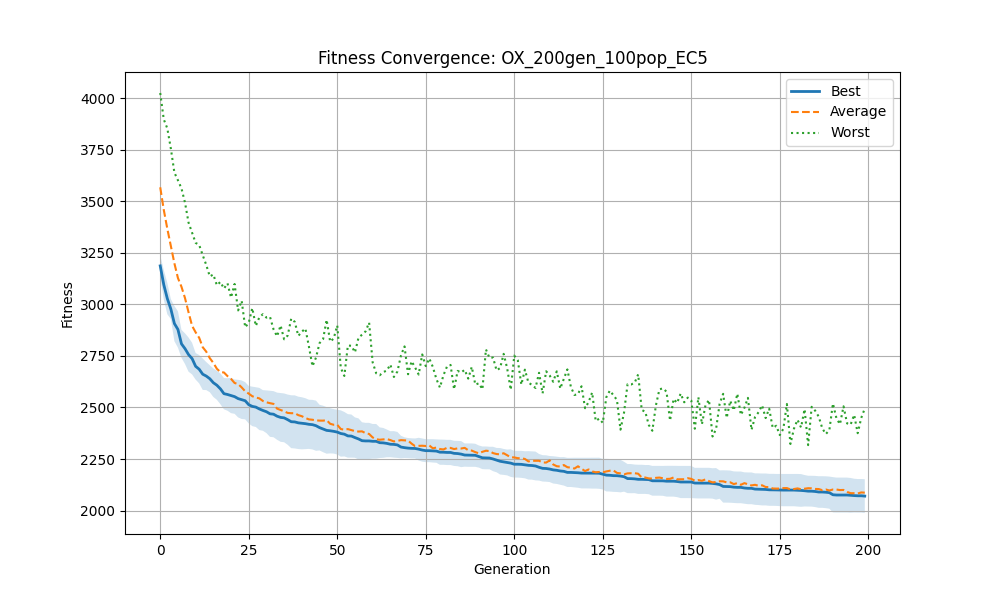 Fitness Convergence: OX_200gen_100pop_EC5
Best
Average
Worst
Fitness
4000
3750
3500
3250
3000
2750
2500
2250
2000
0 25 50 75 100 125 150 175 200
Generation